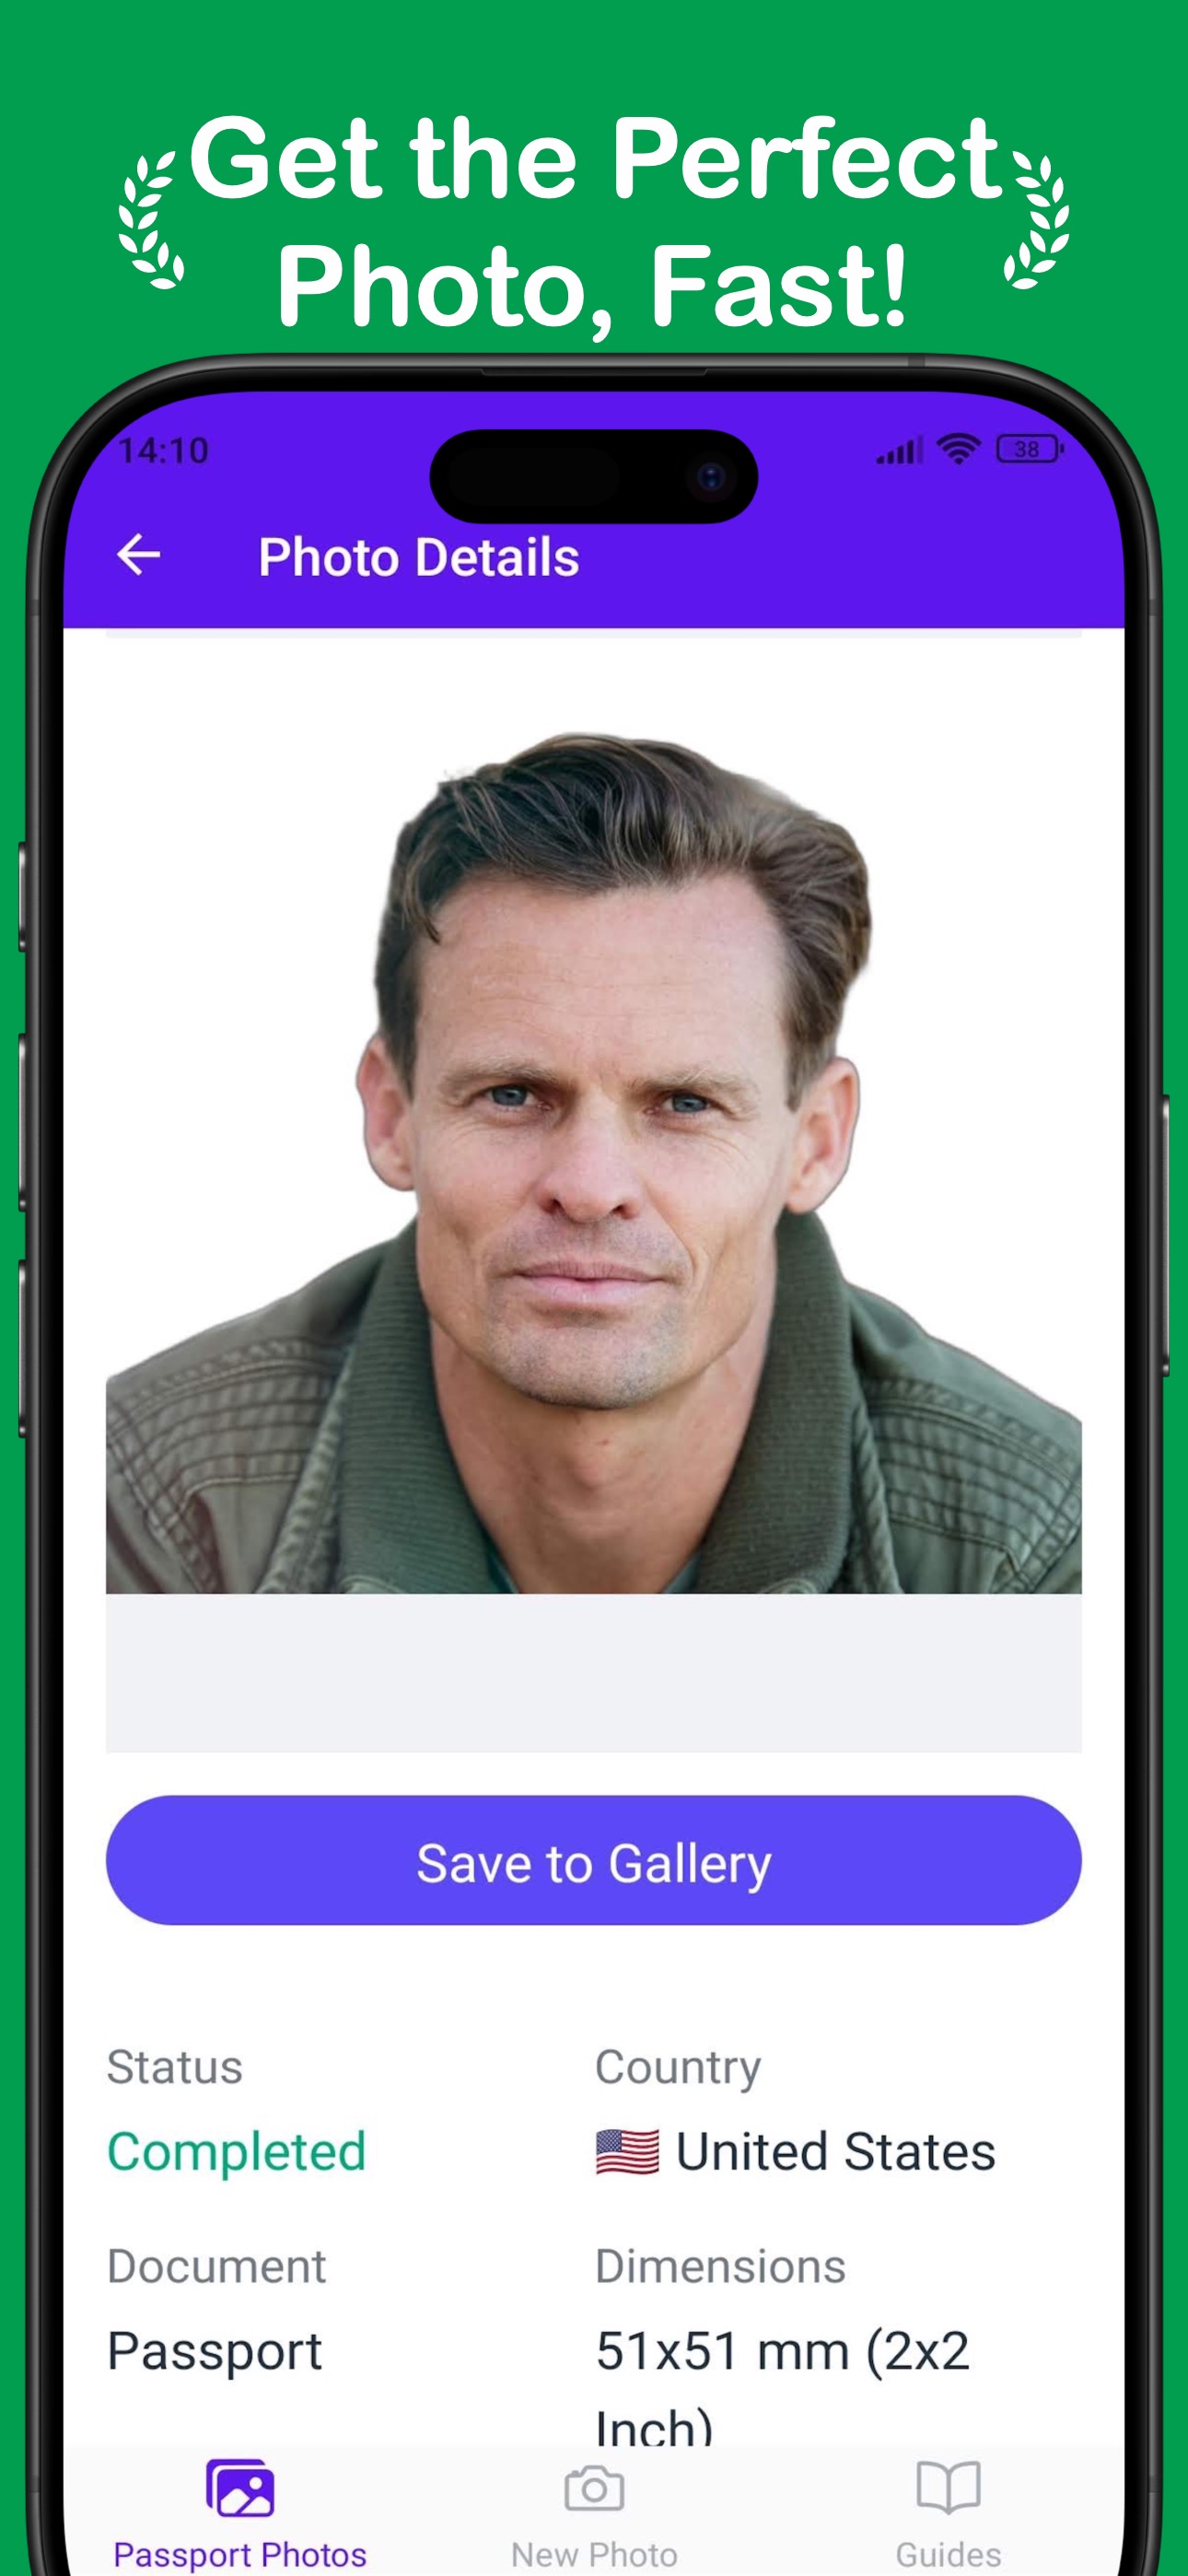 Get the Perfect
Photo, Fast!
14:10
38
Photo Details
Save to Gallery
Status
Country
Completed
United States
Document
Dimensions
Passport
51x51 mm (2x2
Inch)
Passport Photos
New Photo
Guides